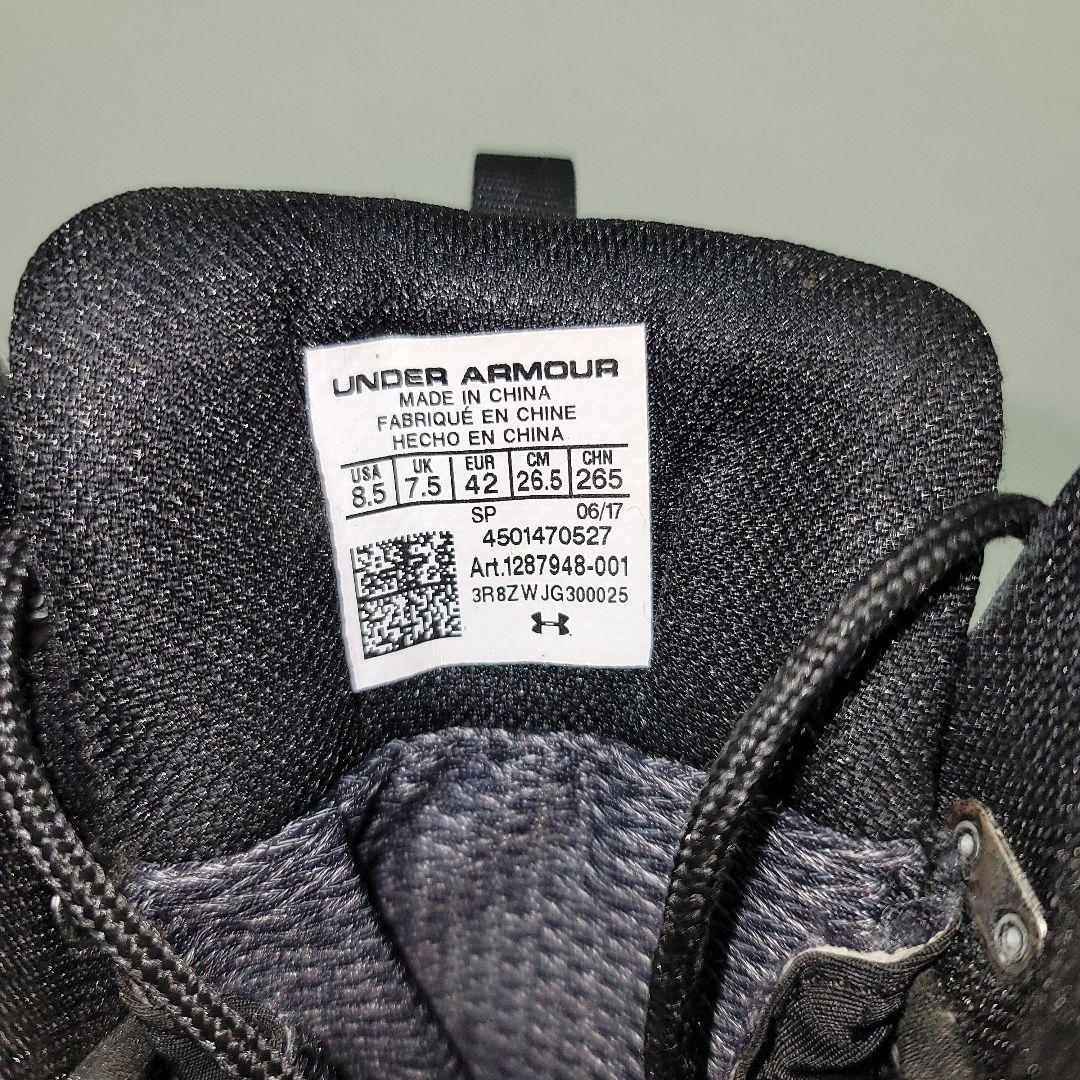 UNDER ARMOUR
MADE IN CHINA
FABRIQUÉ EN CHINE
HECHO EN CHINA
USA UK EUR CM CHN
8.5 7.5 42 26.5 265
SP 06/17
4501470527
Art.1287948-001
3R8ZWJG300025